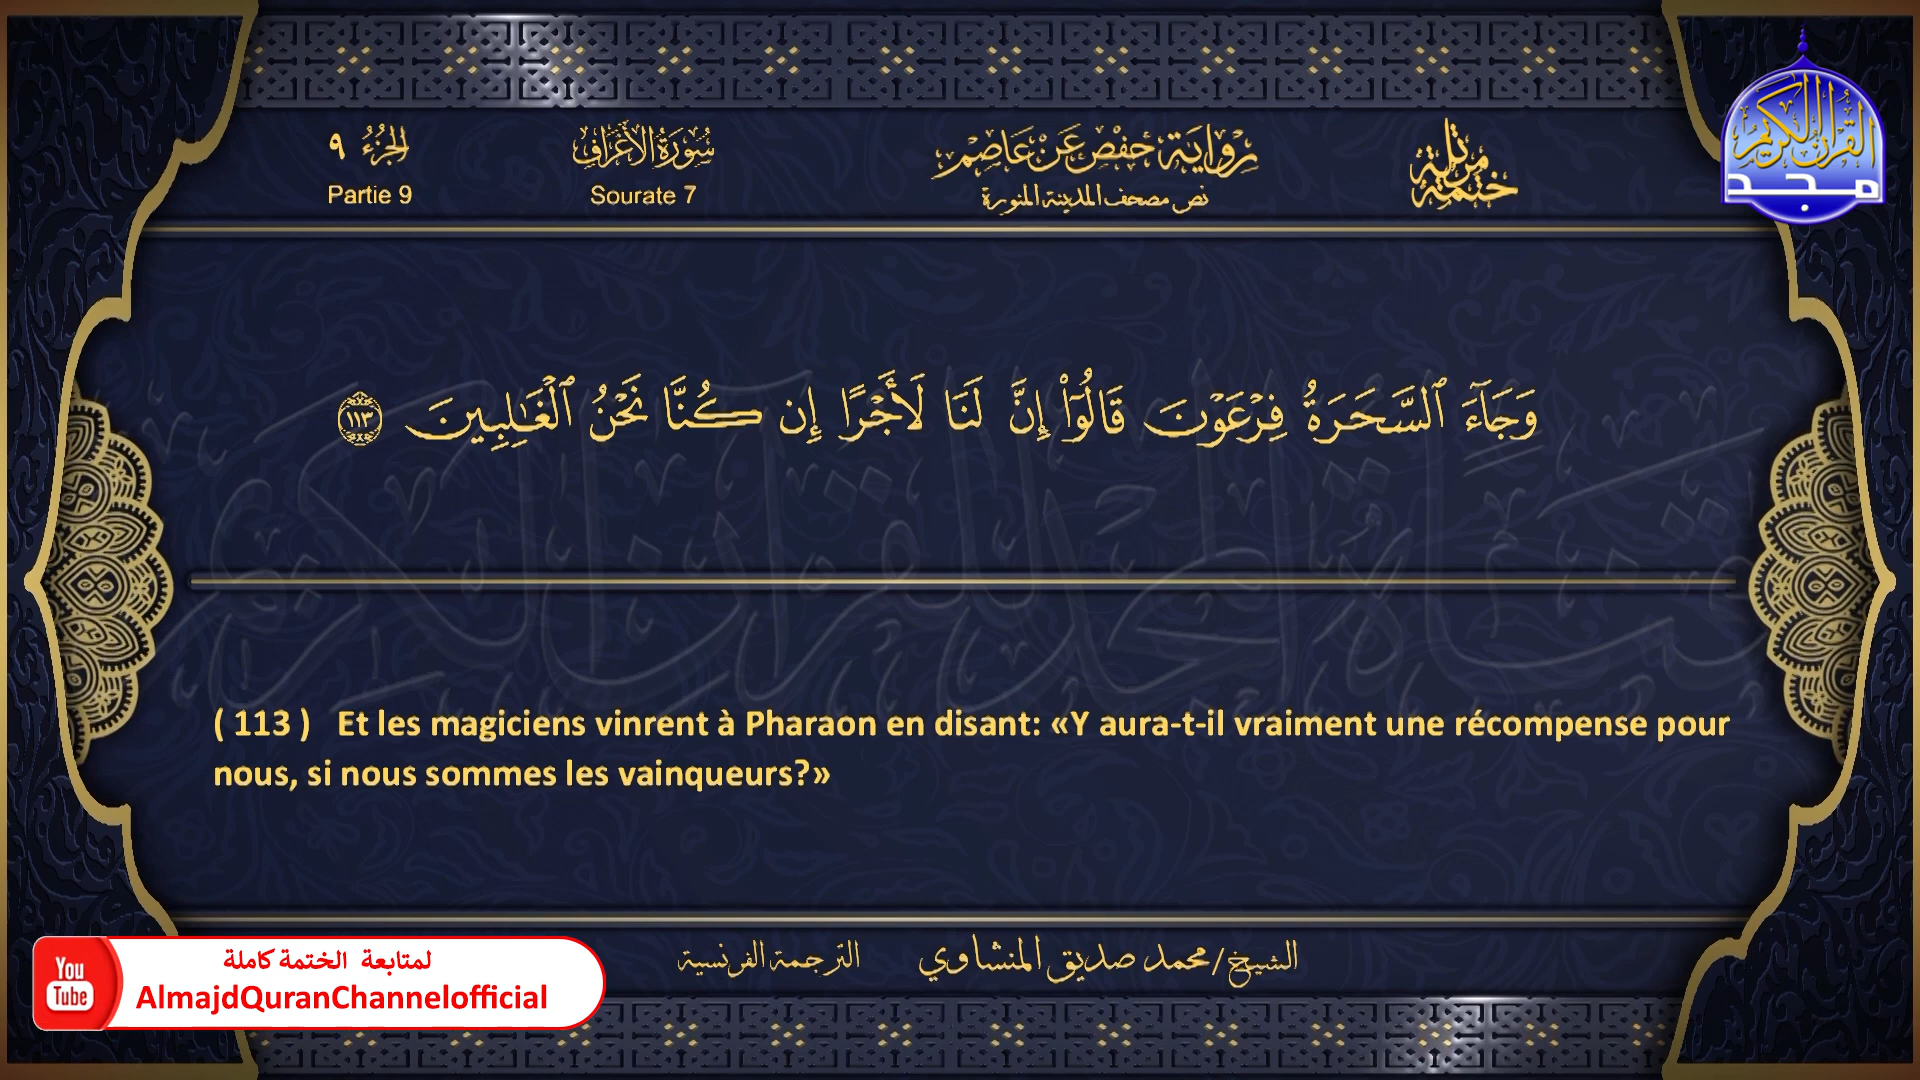 الجزء ٩
Partie 9
سورة الأعراف
Sourate 7
رواية حفص عن عاصم
نص مصحف المدينة المنورة
ختمة مرئية
القرآن الكريم
مجد
وَجَآءَ ٱلسَّحَرَةُ فِرۡعَوۡنَ قَالُوٓاْ إِنَّ لَنَا لَأَجۡرًا إِن كُنَّا نَحۡنُ ٱلۡغَٰلِبِينَ ١١٣
( 113 ) Et les magiciens vinrent à Pharaon en disant: «Y aura-t-il vraiment une récompense pour
nous, si nous sommes les vainqueurs?»
الشيخ/محمد صديق المنشاوي
الترجمة الفرنسية
You
Tube
لمتابعة الختمة كاملة
AlmajdQuranChannelofficial